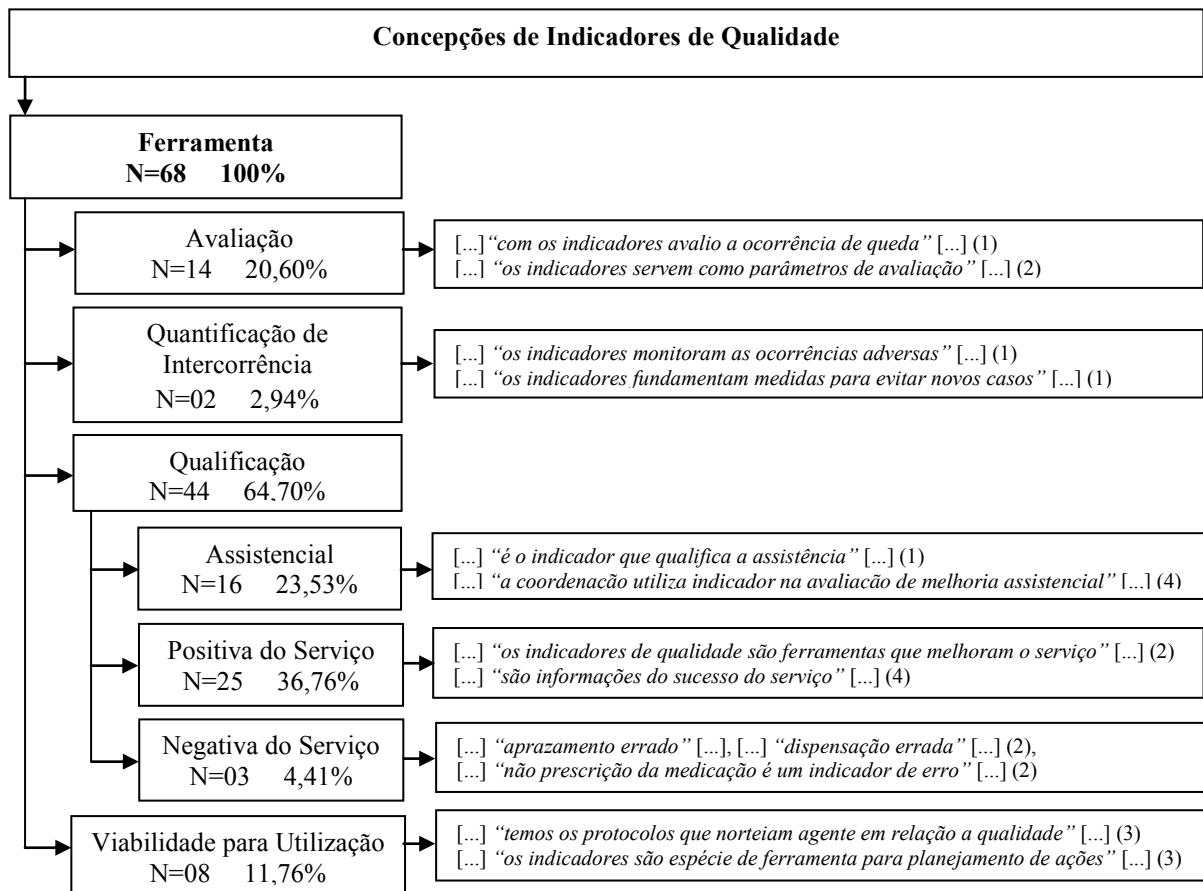 Concepções de Indicadores de Qualidade
Ferramenta
N=68 100%
Avaliação
N=14 20,60%
[...]“com os indicadores avalio a ocorrência de queda” [...] (1)
[...] “os indicadores servem como parâmetros de avaliação” [...] (2)
Quantificação de
Intercorrência
N=02 2,94%
[...] “os indicadores monitoram as ocorrências adversas” [...] (1)
[...] “os indicadores fundamentam medidas para evitar novos casos” [...] (1)
Qualificação
N=44 64,70%
Assistencial
N=16 23,53%
[...] “é o indicador que qualifica a assistência” [...] (1)
[...] “a coordenação utiliza indicador na avaliação de melhoria assistencial” [...] (4)
Positiva do Serviço
N=25 36,76%
[...] “os indicadores de qualidade são ferramentas que melhoram o serviço” [...] (2)
[...] “são informações do sucesso do serviço” [...] (4)
Negativa do Serviço
N=03 4,41%
[...] “aprazamento errado” [...], [...] “dispensação errada” [...] (2),
[...] “não prescrição da medicação é um indicador de erro” [...] (2)
Viabilidade para Utilização
N=08 11,76%
[...] “temos os protocolos que norteiam agente em relação a qualidade” [...] (3)
[...] “os indicadores são espécie de ferramenta para planejamento de ações” [...] (3)